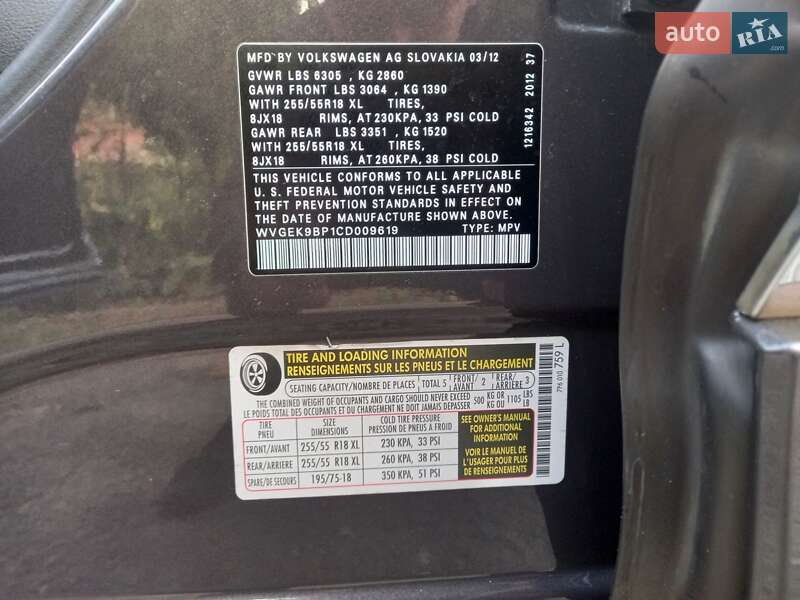 auto RIA.com
MFD BY VOLKSWAGEN AG SLOVAKIA 03/12
GVWR LBS 6305 , KG 2860
GAWR FRONT LBS 3064 , KG 1390
WITH 255/55R18 XL TIRES,
8JX18 RIMS, AT 230KPA, 33 PSI COLD
GAWR REAR LBS 3351 , KG 1520
WITH 255/55R18 XL TIRES,
8JX18 RIMS, AT 260KPA, 38 PSI COLD
THIS VEHICLE CONFORMS TO ALL APPLICABLE
U. S. FEDERAL MOTOR VEHICLE SAFETY AND
THEFT PREVENTION STANDARDS IN EFFECT ON
THE DATE OF MANUFACTURE SHOWN ABOVE.
WVGEK9BP1CD009619 TYPE: MPV
1216342 2012 37
TIRE AND LOADING INFORMATION
RENSEIGNEMENTS SUR LES PNEUS ET LE CHARGEMENT
SEATING CAPACITY/NOMBRE DE PLACES TOTAL 5 FRONT/AVANT 2 REAR/ARRIÈRE 3
THE COMBINED WEIGHT OF OCCUPANTS AND CARGO SHOULD NEVER EXCEED 500 KG OR 1105 LBS
LE POIDS TOTAL DES OCCUPANTS ET DU CHARGEMENT NE DOIT JAMAIS DÉPASSER KG OU LB
TIRE PNEU SIZE DIMENSIONS COLD TIRE PRESSURE PRESSION DE PNEUS A FROID
FRONT/AVANT 255/55 R18 XL 230 KPA, 33 PSI
REAR/ARRIERE 255/55 R18 XL 260 KPA, 38 PSI
SPARE/DE SECOURS 195/75-18 350 KPA, 51 PSI
SEE OWNER'S MANUAL
FOR ADDITIONAL
INFORMATION
VOIR LE MANUEL DE
L'USAGER POUR PLUS
DE RENSEIGNEMENTS
7P6 010 759 L